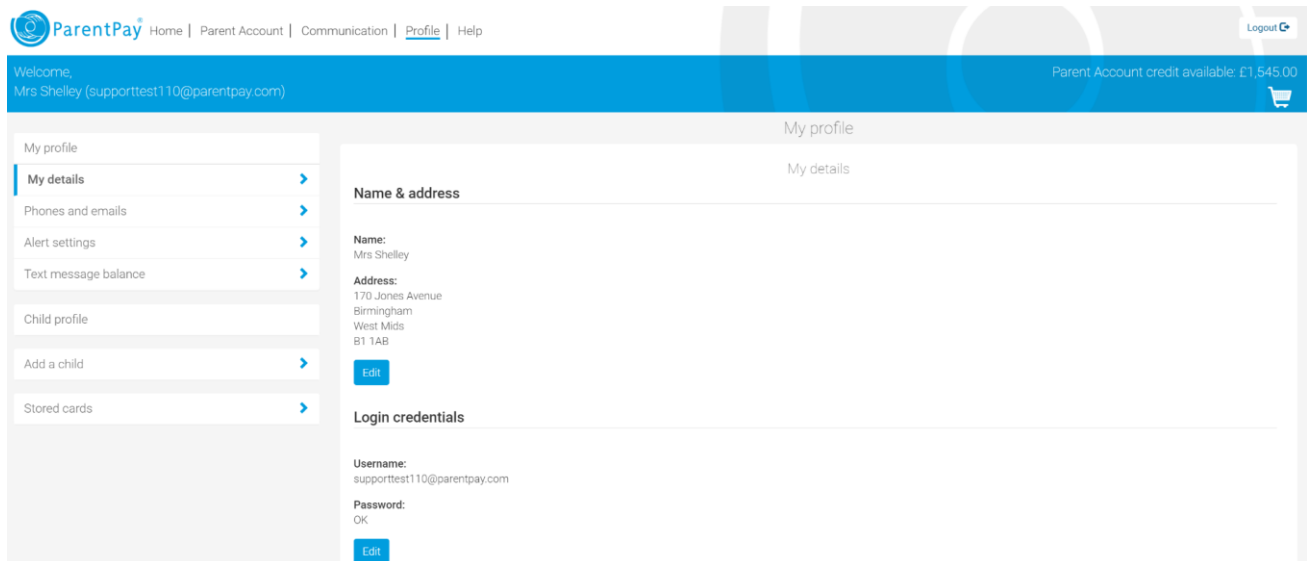 ParentPay Home | Parent Account | Communication | Profile | Help
Logout
Welcome,
Mrs Shelley (supporttest110@parentpay.com)
Parent Account credit available: £1,545.00
My profile
My details
Phones and emails
Alert settings
Text message balance
Child profile
Add a child
Stored cards
My profile
My details
Name & address
Name:
Mrs Shelley
Address:
170 Jones Avenue
Birmingham
West Mids
B1 1AB
Edit
Login credentials
Username:
supporttest110@parentpay.com
Password:
OK
Edit